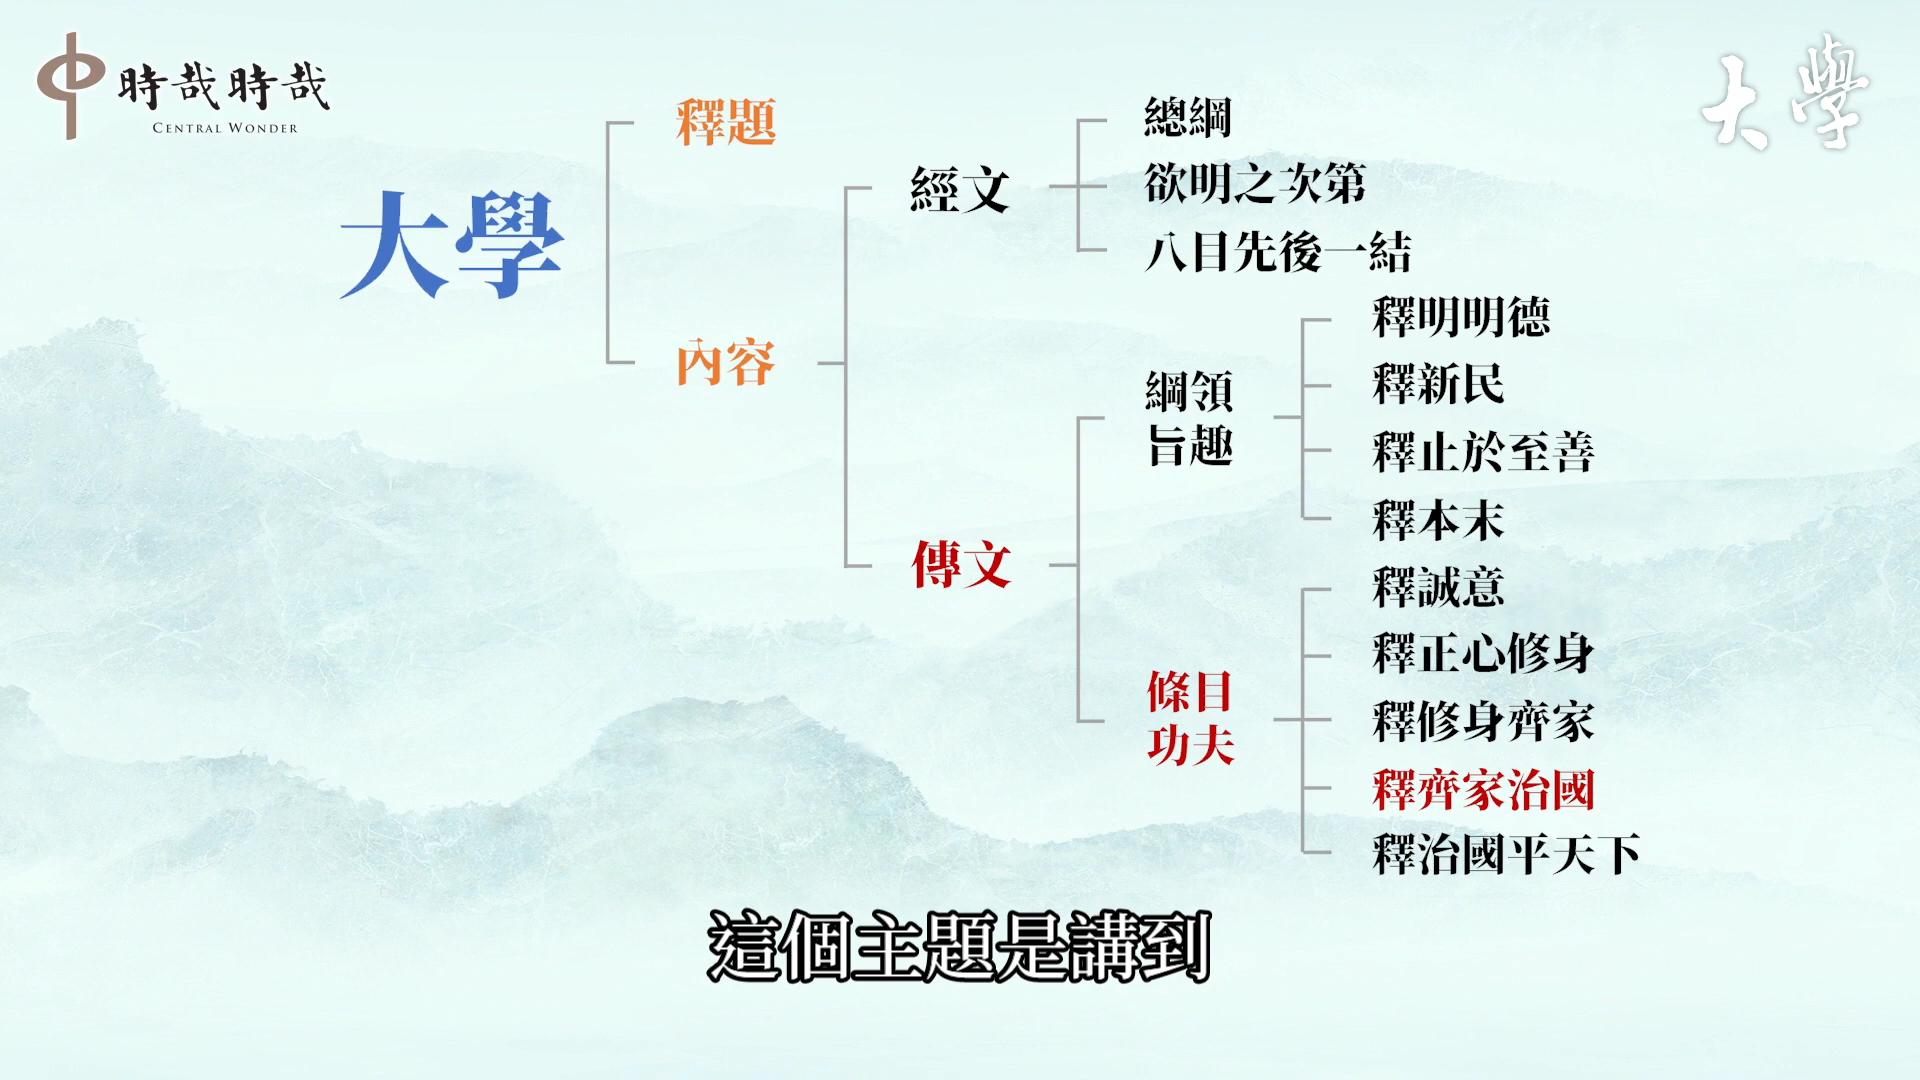 時哉時哉
CENTRAL WONDER
大學
大學
釋題
內容
經文
總綱
欲明之次第
八目先後一結
傳文
綱領
旨趣
釋明明德
釋新民
釋止於至善
釋本末
條目
功夫
釋誠意
釋正心修身
釋修身齊家
釋齊家治國
釋治國平天下
這個主題是講到